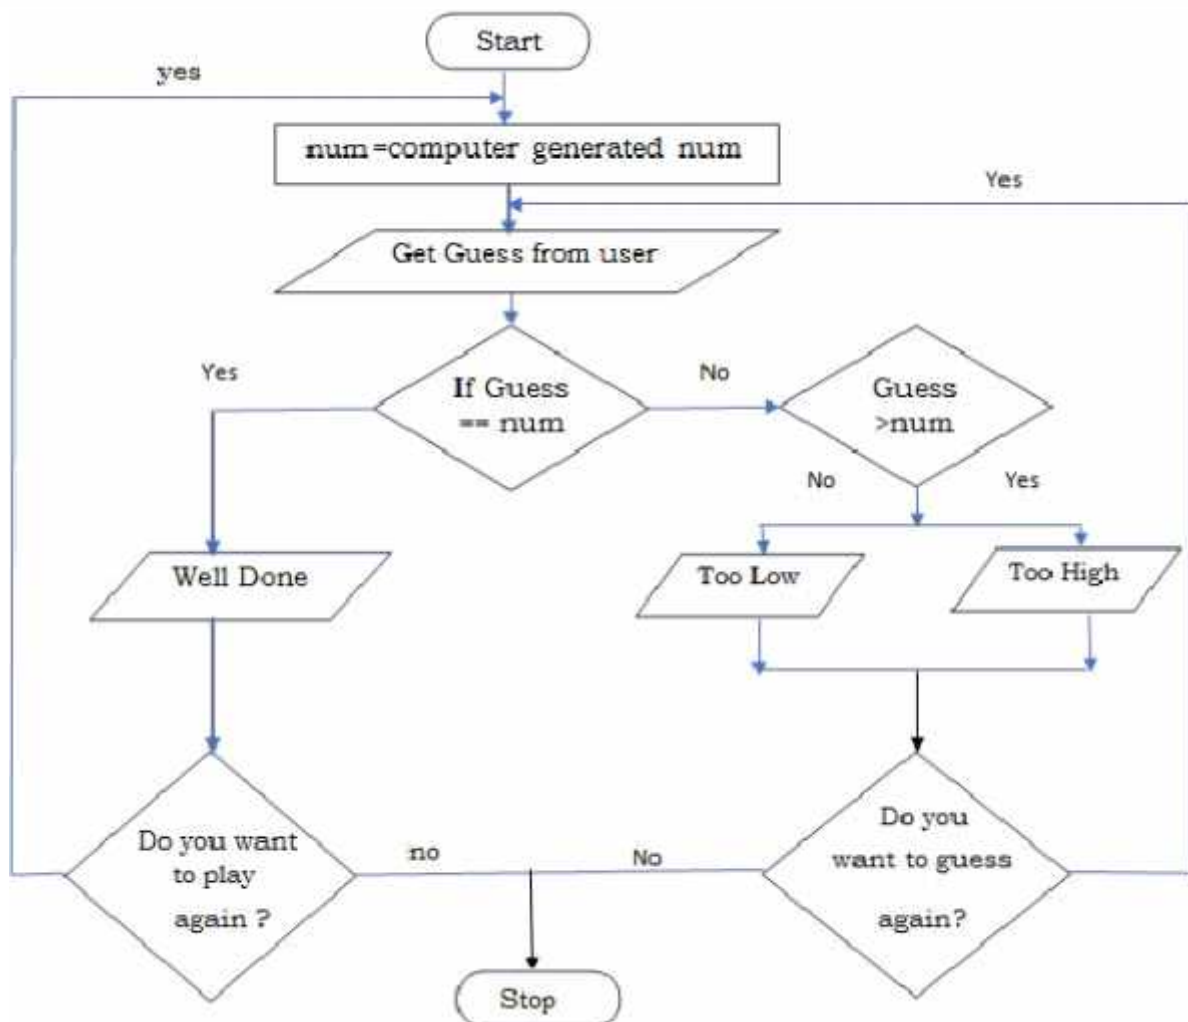 Start
yes
num=computer generated num
Yes
Get Guess from user
Yes
If Guess
== num
No
Guess
>num
No
Yes
Well Done
Too Low
Too High
Do you want
to play
again ?
no
No
Do you
want to guess
again?
Stop